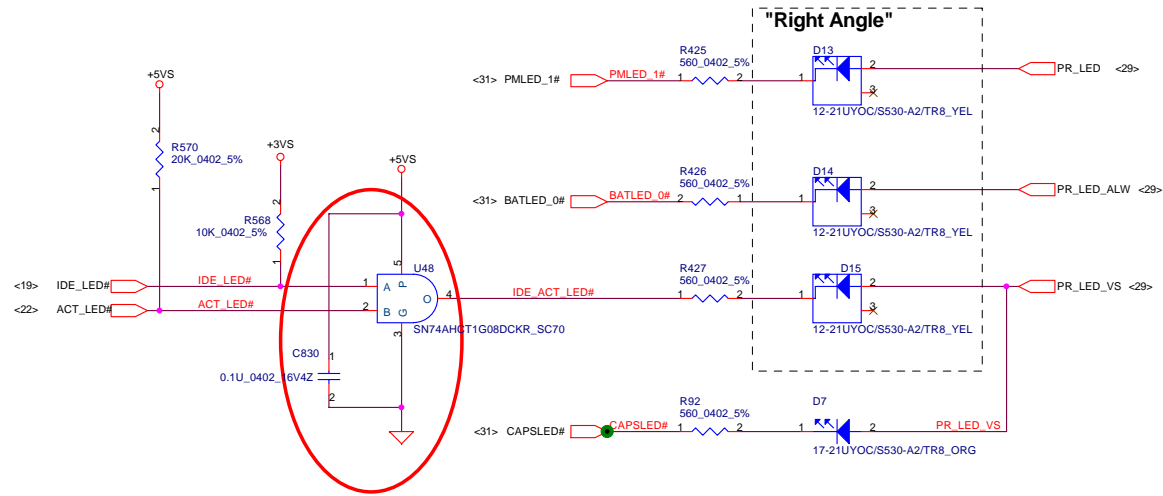 "Right Angle"
+5VS
2
R570
20K_0402_5%
1
+3VS
2
R568
10K_0402_5%
1
+5VS
<19> IDE_LED#
IDE_LED#
<22> ACT_LED#
ACT_LED#
1
2
A
B
P
G
O
5
U48
4
3
SN74AHCT1G08DCKR_SC70
IDE_ACT_LED#
C830
1
0.1U_0402_16V4Z
2
<31> PMLED_1#
PMLED_1#
R425
560_0402_5%
1 2
D13
1 2
3
12-21UYOC/S530-A2/TR8_YEL
PR_LED <29>
<31> BATLED_0#
BATLED_0#
R426
560_0402_5%
2 1
D14
1 2
3
12-21UYOC/S530-A2/TR8_YEL
PR_LED_ALW <29>
R427
560_0402_5%
1 2
D15
1 2
3
12-21UYOC/S530-A2/TR8_YEL
PR_LED_VS <29>
<31> CAPSLED#
CAPSLED#
R92
560_0402_5%
1 2
D7
1 2
17-21UYOC/S530-A2/TR8_ORG
PR_LED_VS